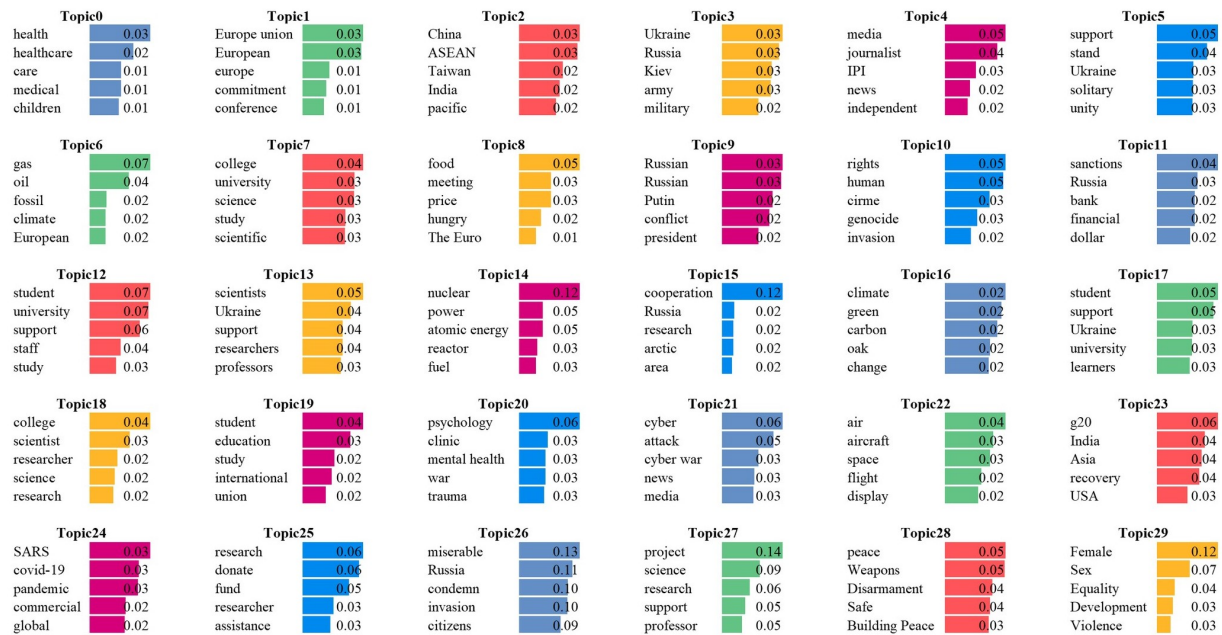 Topic0 Topic1 Topic2 Topic3 Topic4 Topic5
health 0.03 Europe union 0.03 China 0.03 Ukraine 0.03 media 0.05 support 0.05
healthcare 0.02 European 0.03 ASEAN 0.03 Russia 0.03 journalist 0.04 stand 0.04
care 0.01 europe 0.01 Taiwan 0.02 Kiev 0.03 IPI 0.03 Ukraine 0.03
medical 0.01 commitment 0.01 India 0.02 army 0.03 news 0.02 solitary 0.03
children 0.01 conference 0.01 pacific 0.02 military 0.02 independent 0.02 unity 0.03
Topic6 Topic7 Topic8 Topic9 Topic10 Topic11
gas 0.07 college 0.04 food 0.05 Russian 0.03 rights 0.05 sanctions 0.04
oil 0.04 university 0.03 meeting 0.03 Russian 0.03 human 0.05 Russia 0.03
fossil 0.02 science 0.03 price 0.03 Putin 0.02 cirme 0.03 bank 0.02
climate 0.02 study 0.03 hungry 0.02 conflict 0.02 genocide 0.03 financial 0.02
European 0.02 scientific 0.03 The Euro 0.01 president 0.02 invasion 0.02 dollar 0.02
Topic12 Topic13 Topic14 Topic15 Topic16 Topic17
student 0.07 scientists 0.05 nuclear 0.12 cooperation 0.12 climate 0.02 student 0.05
university 0.07 Ukraine 0.04 power 0.05 Russia 0.02 green 0.02 support 0.05
support 0.06 support 0.04 atomic energy 0.05 research 0.02 carbon 0.02 Ukraine 0.03
staff 0.04 researchers 0.04 reactor 0.03 arctic 0.02 oak 0.02 university 0.03
study 0.03 professors 0.03 fuel 0.03 area 0.02 change 0.02 learners 0.03
Topic18 Topic19 Topic20 Topic21 Topic22 Topic23
college 0.04 student 0.04 psychology 0.06 cyber 0.06 air 0.04 g20 0.06
scientist 0.03 education 0.03 clinic 0.03 attack 0.05 aircraft 0.03 India 0.04
researcher 0.02 study 0.02 mental health 0.03 cyber war 0.03 space 0.03 Asia 0.04
science 0.02 international 0.02 war 0.03 news 0.03 flight 0.02 recovery 0.04
research 0.02 union 0.02 trauma 0.03 media 0.03 display 0.02 USA 0.03
Topic24 Topic25 Topic26 Topic27 Topic28 Topic29
SARS 0.03 research 0.06 miserable 0.13 project 0.14 peace 0.05 Female 0.12
covid-19 0.03 donate 0.06 Russia 0.11 science 0.09 Weapons 0.05 Sex 0.07
pandemic 0.03 fund 0.05 condemn 0.10 research 0.06 Disarmament 0.04 Equality 0.04
commercial 0.02 researcher 0.03 invasion 0.10 support 0.05 Safe 0.04 Development 0.03
global 0.02 assistance 0.03 citizens 0.09 professor 0.05 Building Peace 0.03 Violence 0.03